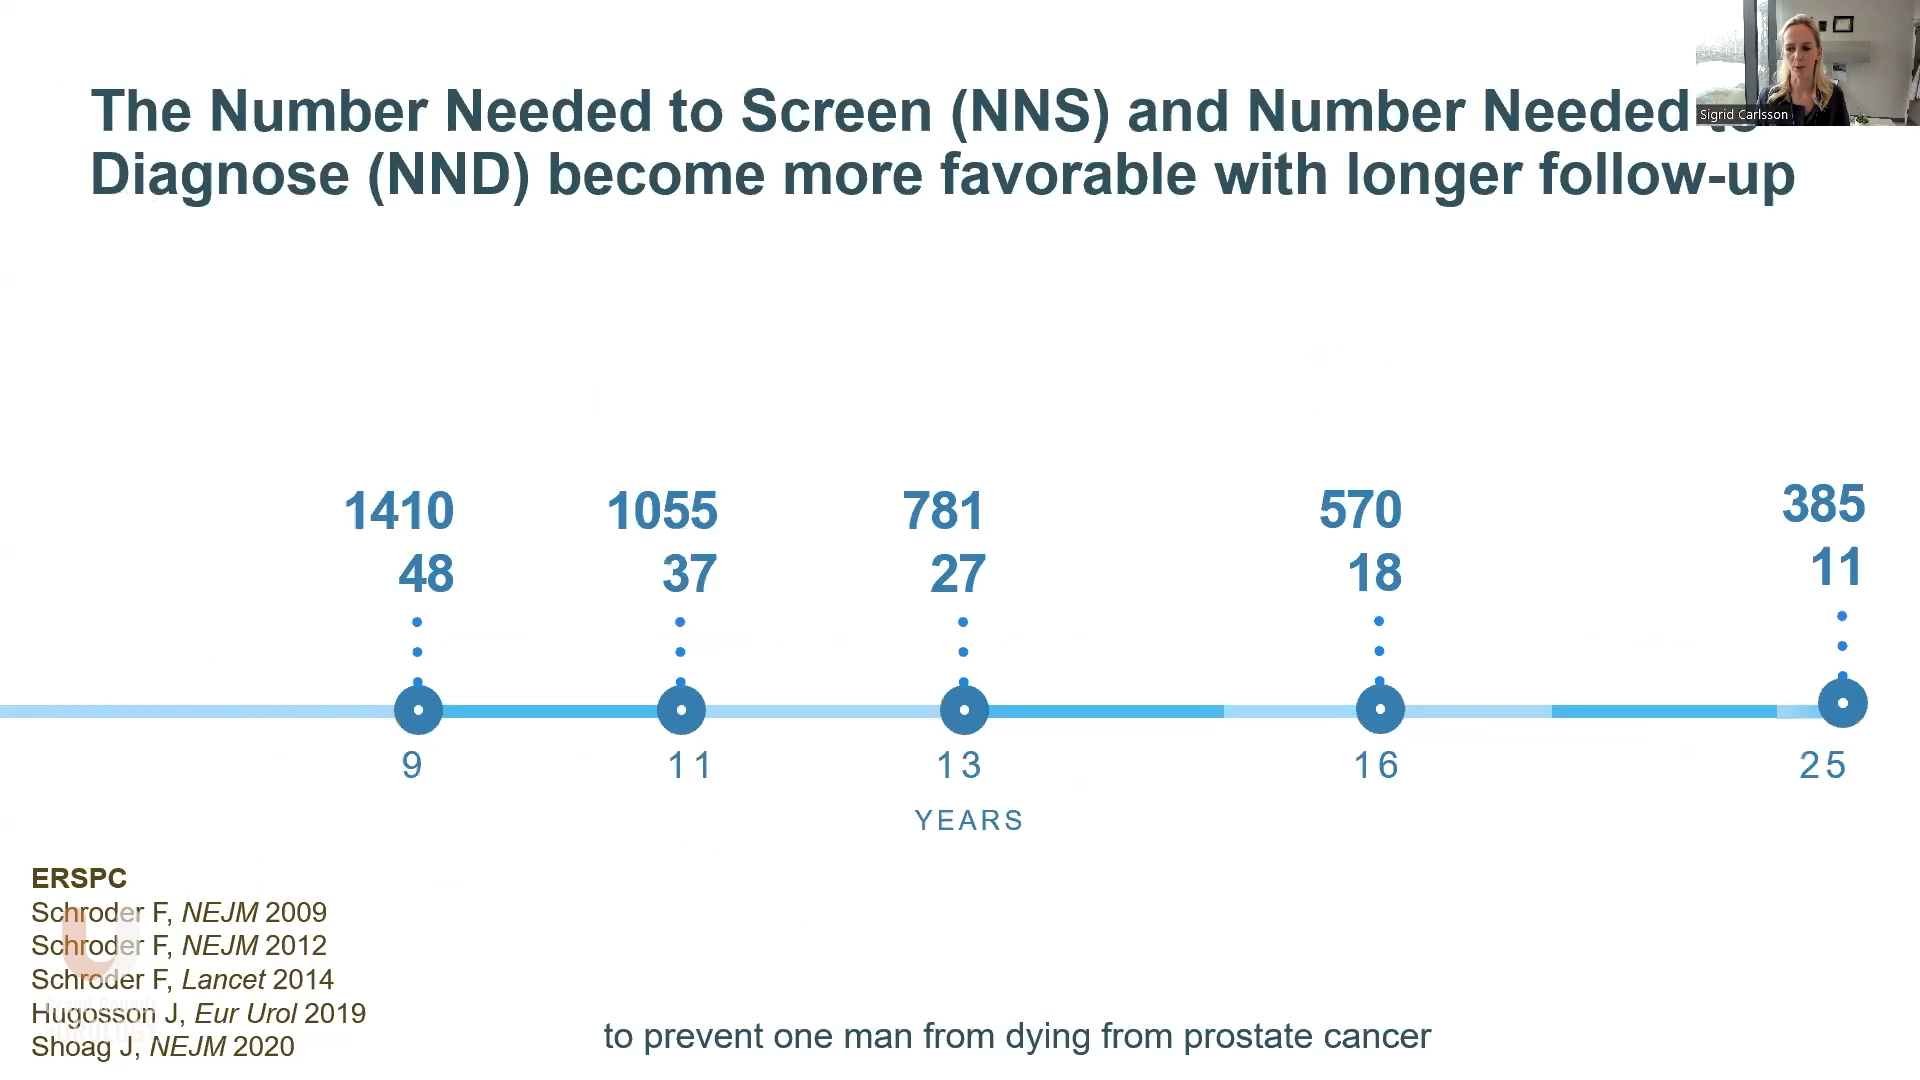 The Number Needed to Screen (NNS) and Number Needed to
Diagnose (NND) become more favorable with longer follow-up
Sigrid Carlsson
1410 1055 781 570 385
48 37 27 18 11
9 11 13 16 25
YEARS
ERSPC
Schroder F, NEJM 2009
Schroder F, NEJM 2012
Schroder F, Lancet 2014
Hugosson J, Eur Urol 2019
Shoag J, NEJM 2020
to prevent one man from dying from prostate cancer